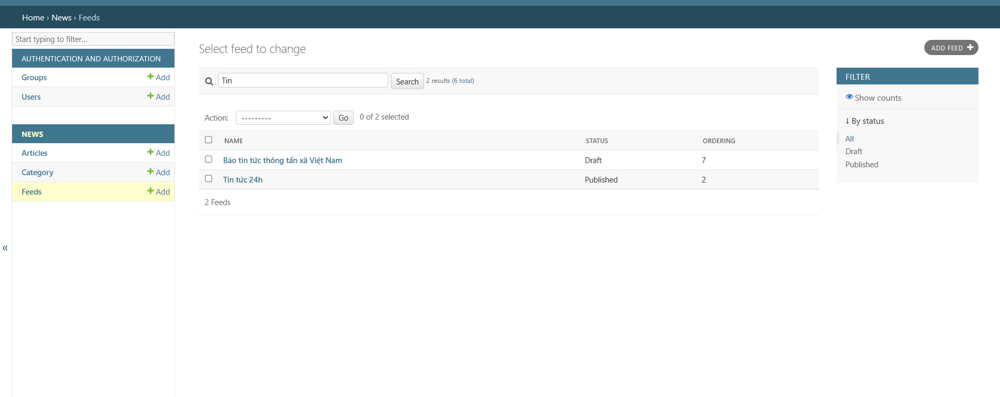 Home › News › Feeds
Start typing to filter...
AUTHENTICATION AND AUTHORIZATION
Groups + Add
Users + Add
NEWS
Articles + Add
Category + Add
Feeds + Add
«
Select feed to change
ADD FEED +
Tin Search 2 results (6 total)
Action: --------- Go 0 of 2 selected
NAME STATUS ORDERING
Báo tin tức thông tấn xã Việt Nam Draft 7
Tin tức 24h Published 2
2 Feeds
FILTER
Show counts
↓ By status
All
Draft
Published